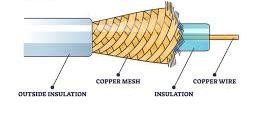 COPPER MESH
COPPER WIRE
OUTSIDE INSULATION
INSULATION